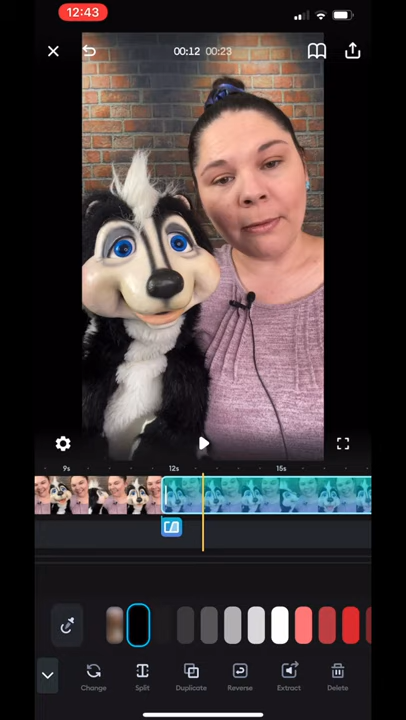 12:43
00:12 00:23
9s 12s 15s
Change Split Duplicate Reverse Extract Delete